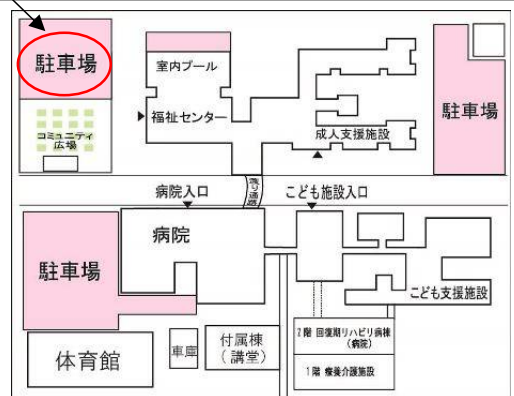 駐車場
室内プール
福祉センター
成人支援施設
駐車場
コミュニティ
広場
渡り通路
病院入口
こども施設入口
病院
駐車場
こども支援施設
体育館
車庫
付属棟
(講堂)
2階 回復期リハビリ病棟
(病院)
1階 療養介護施設